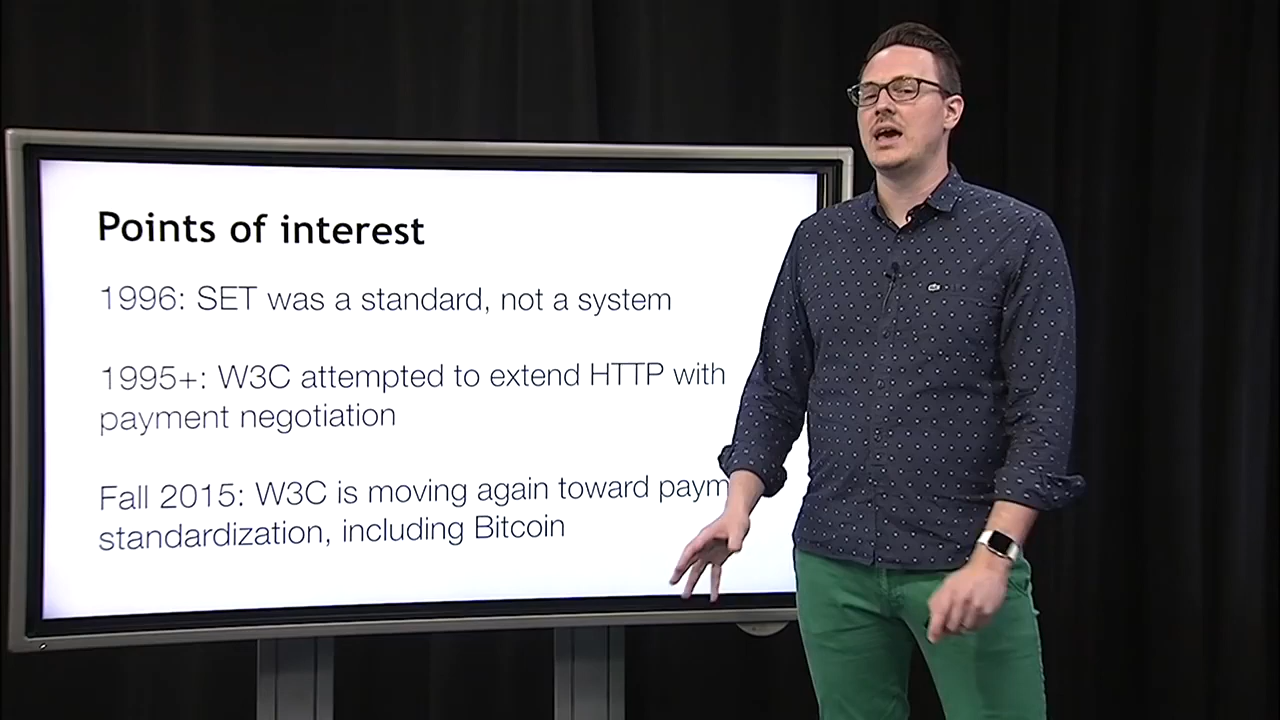 Points of interest
1996: SET was a standard, not a system
1995+: W3C attempted to extend HTTP with
payment negotiation
Fall 2015: W3C is moving again toward paym
standardization, including Bitcoin